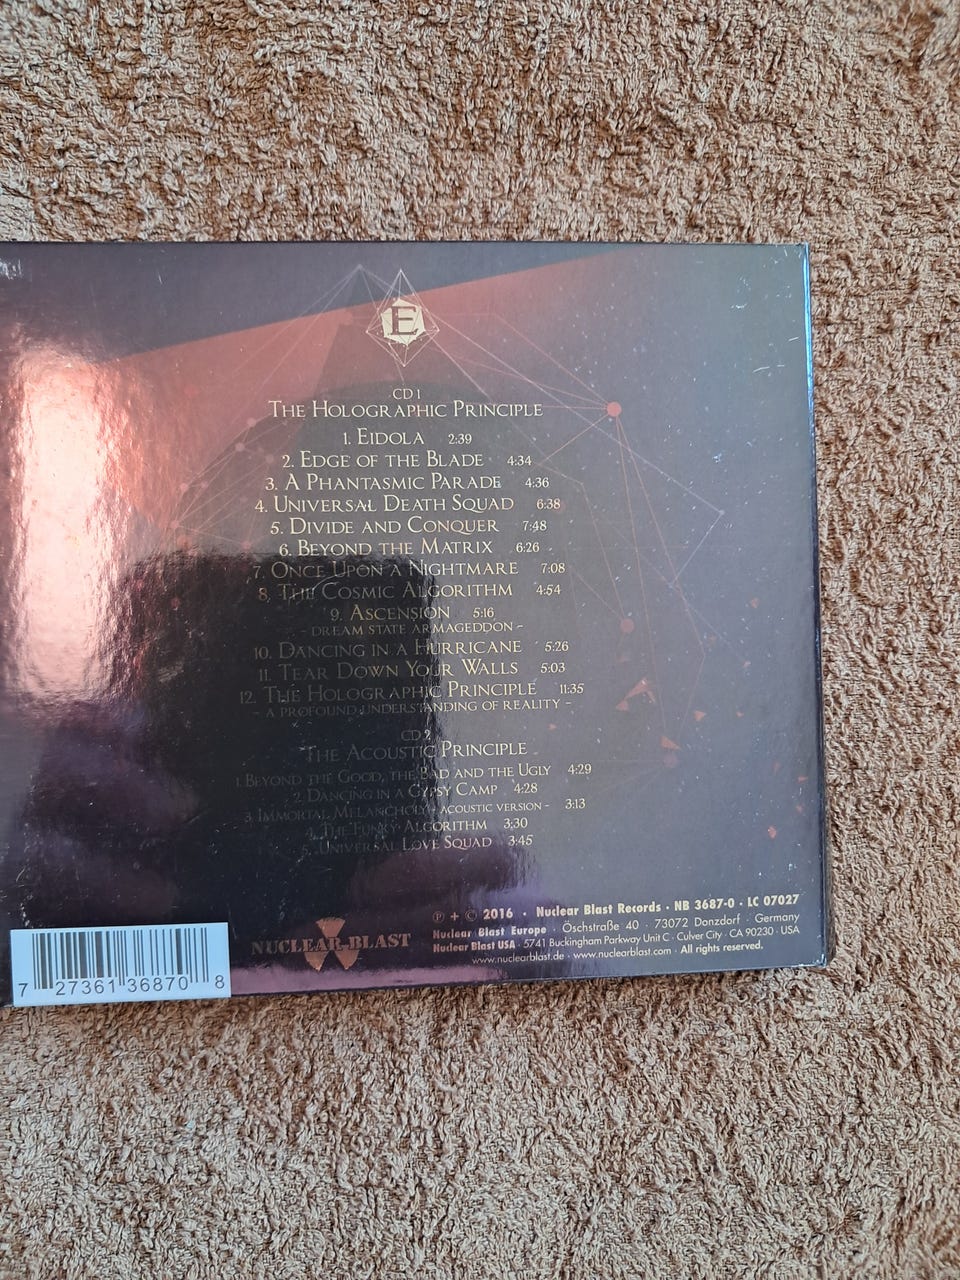 E
CD 1
The Holographic Principle
1. Eidola 2:39
2. Edge of the Blade 4:34
3. A Phantasmic Parade 4:36
4. Universal Death Squad 6:38
5. Divide and Conquer 7:48
6. Beyond the Matrix 6:26
7. Once Upon a Nightmare 7:08
8. The Cosmic Algorithm 4:54
9. Ascension 5:16
- Dream State Armageddon -
10. Dancing in a Hurricane 5:26
11. Tear Down Your Walls 5:03
12. The Holographic Principle 11:35
- A Profound Understanding of Reality -
CD 2
The Acoustic Principle
1. Beyond the Good, the Bad and the Ugly 4:29
2. Dancing in a Gypsy Camp 4:28
3. Immortal Melancholy - acoustic version - 3:13
4. The Funky Algorithm 3:30
5. Universal Love Squad 3:45
Nuclear Blast
℗ + © 2016 · Nuclear Blast Records · NB 3687-0 · LC 07027
Nuclear Blast Europe · Öschstraße 40 · 73072 Donzdorf · Germany
Nuclear Blast USA · 5741 Buckingham Parkway Unit C · Culver City · CA 90230 · USA
www.nuclearblast.de · www.nuclearblast.com · All rights reserved.
7 27361 36870 8